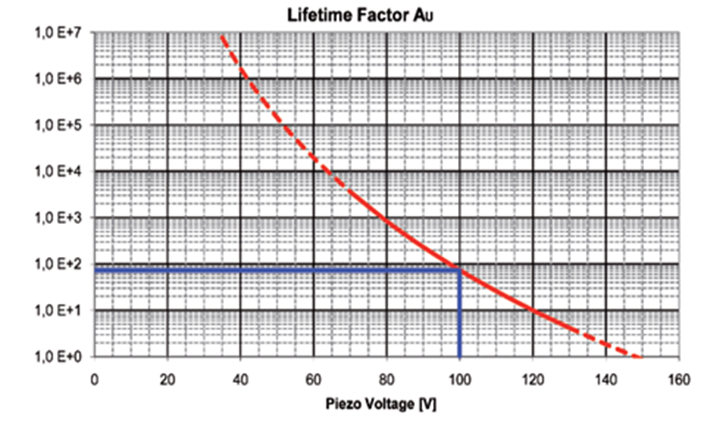 Lifetime Factor AU
1,0 E+7
1,0 E+6
1,0 E+5
1,0 E+4
1,0 E+3
1,0 E+2
1,0 E+1
1,0 E+0
0 20 40 60 80 100 120 140 160
Piezo Voltage [V]